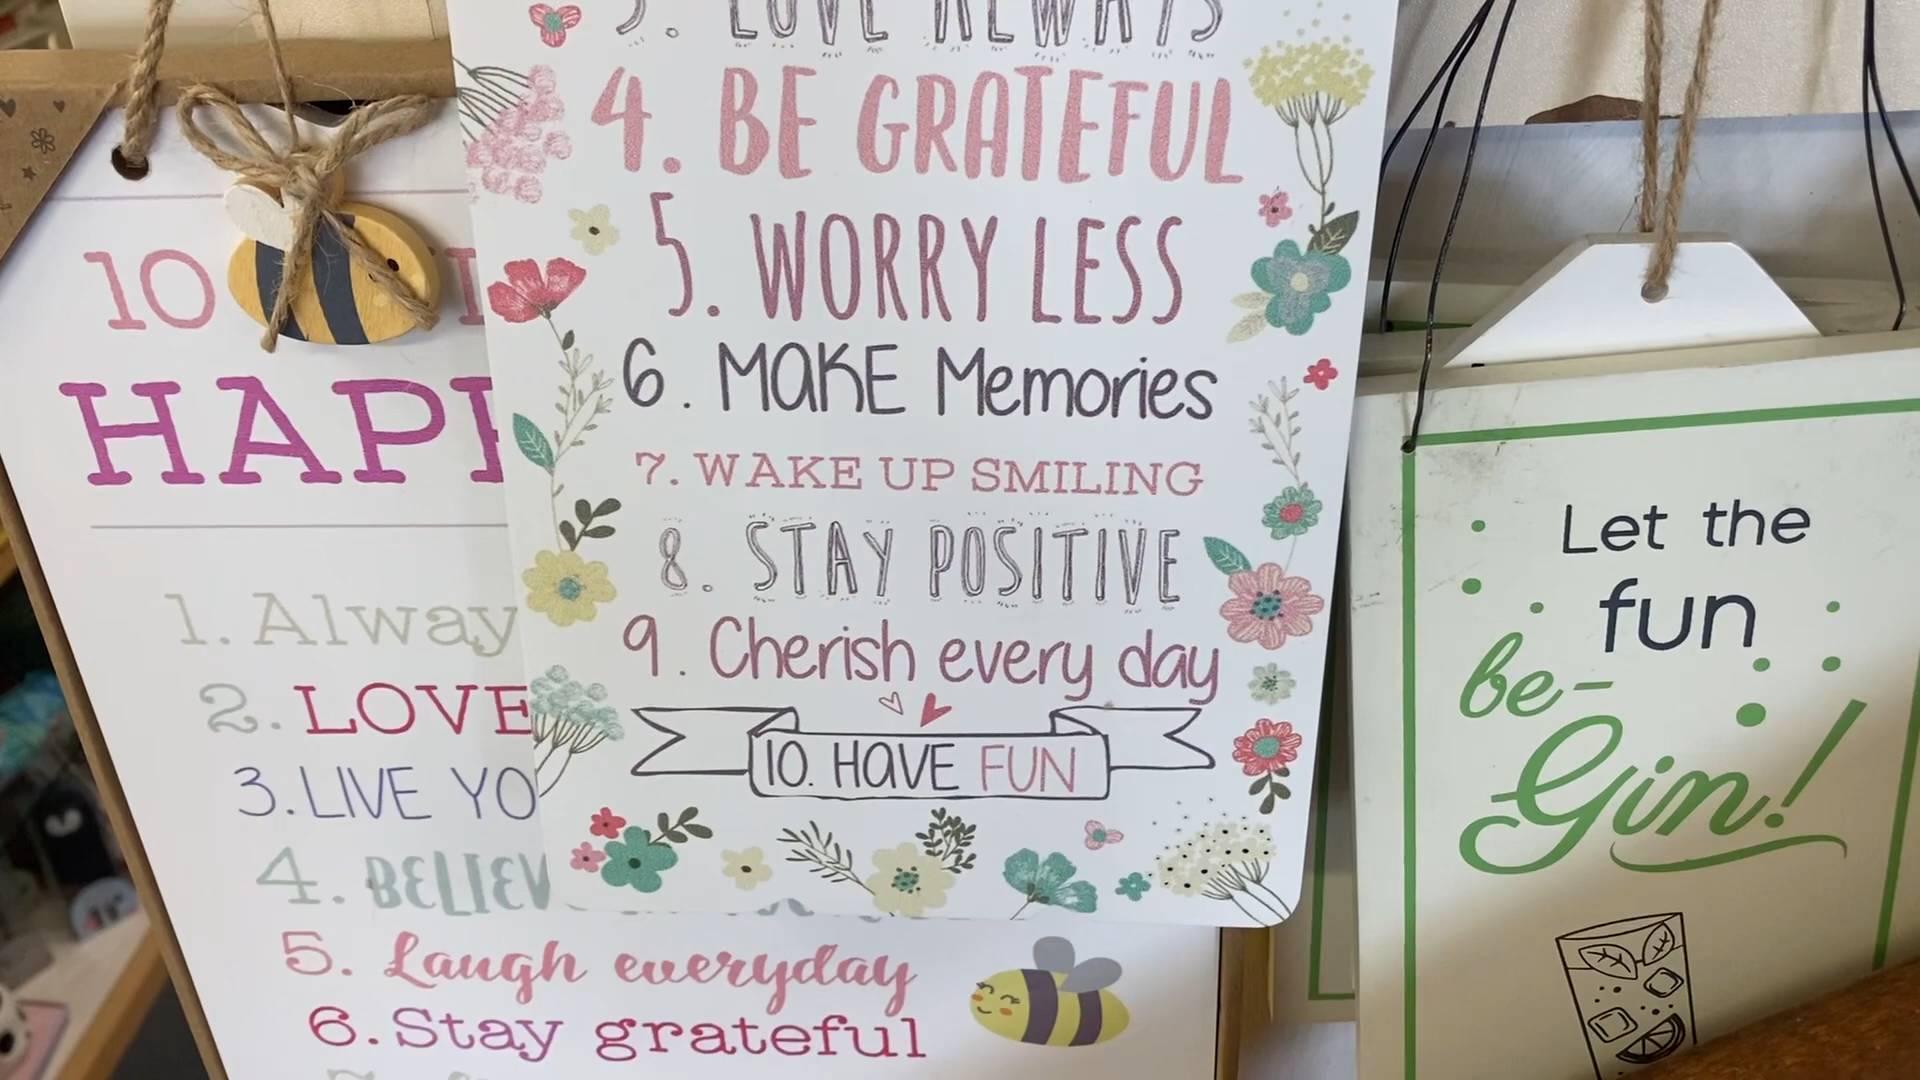 3. LOVE ALWAYS
4. BE GRATEFUL
5. WORRY LESS
6. MAKE Memories
7. WAKE UP SMILING
8. STAY POSITIVE
9. Cherish every day
10. HAVE FUN
10
1. Alway
2. LOVE
3. LIVE YO
4. BELIEV
5. Laugh everyday
6. Stay grateful
Let the
fun
be-
Gin!